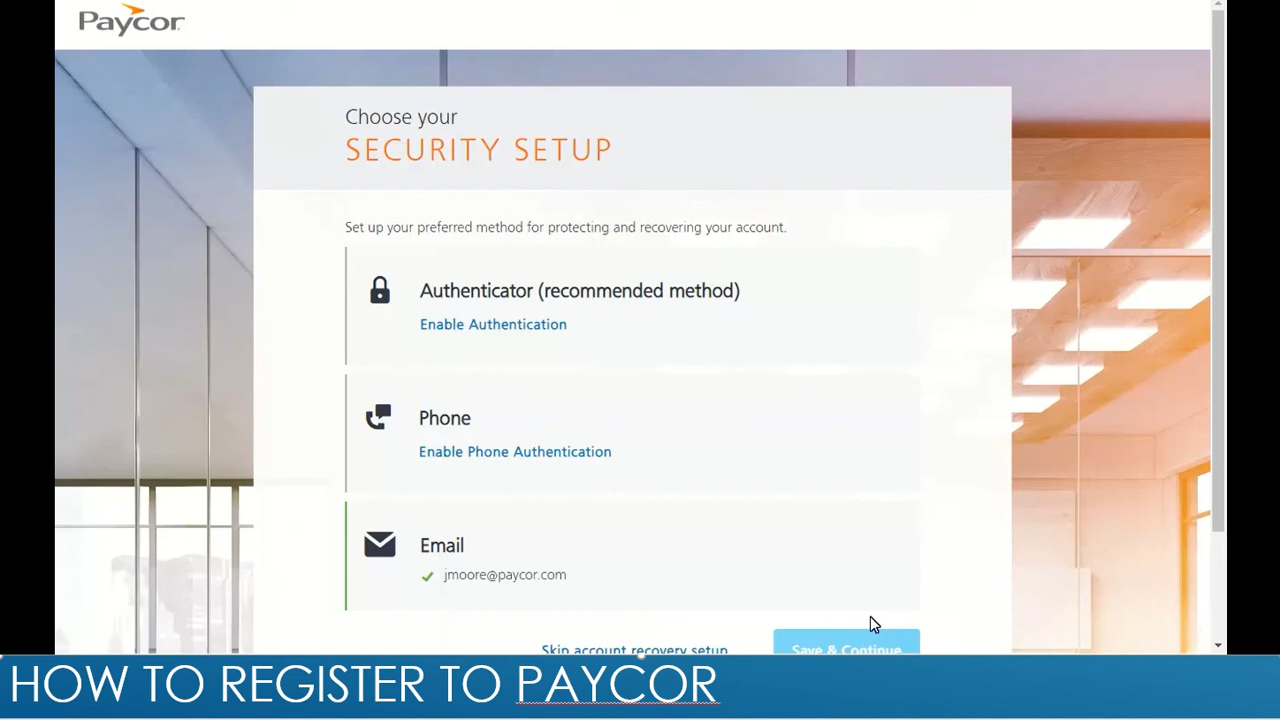 Paycor
Choose your
SECURITY SETUP
Set up your preferred method for protecting and recovering your account.
Authenticator (recommended method)
Enable Authentication
Phone
Enable Phone Authentication
Email
jmoore@paycor.com
Skip account recovery setup
Save & Continue
HOW TO REGISTER TO PAYCOR